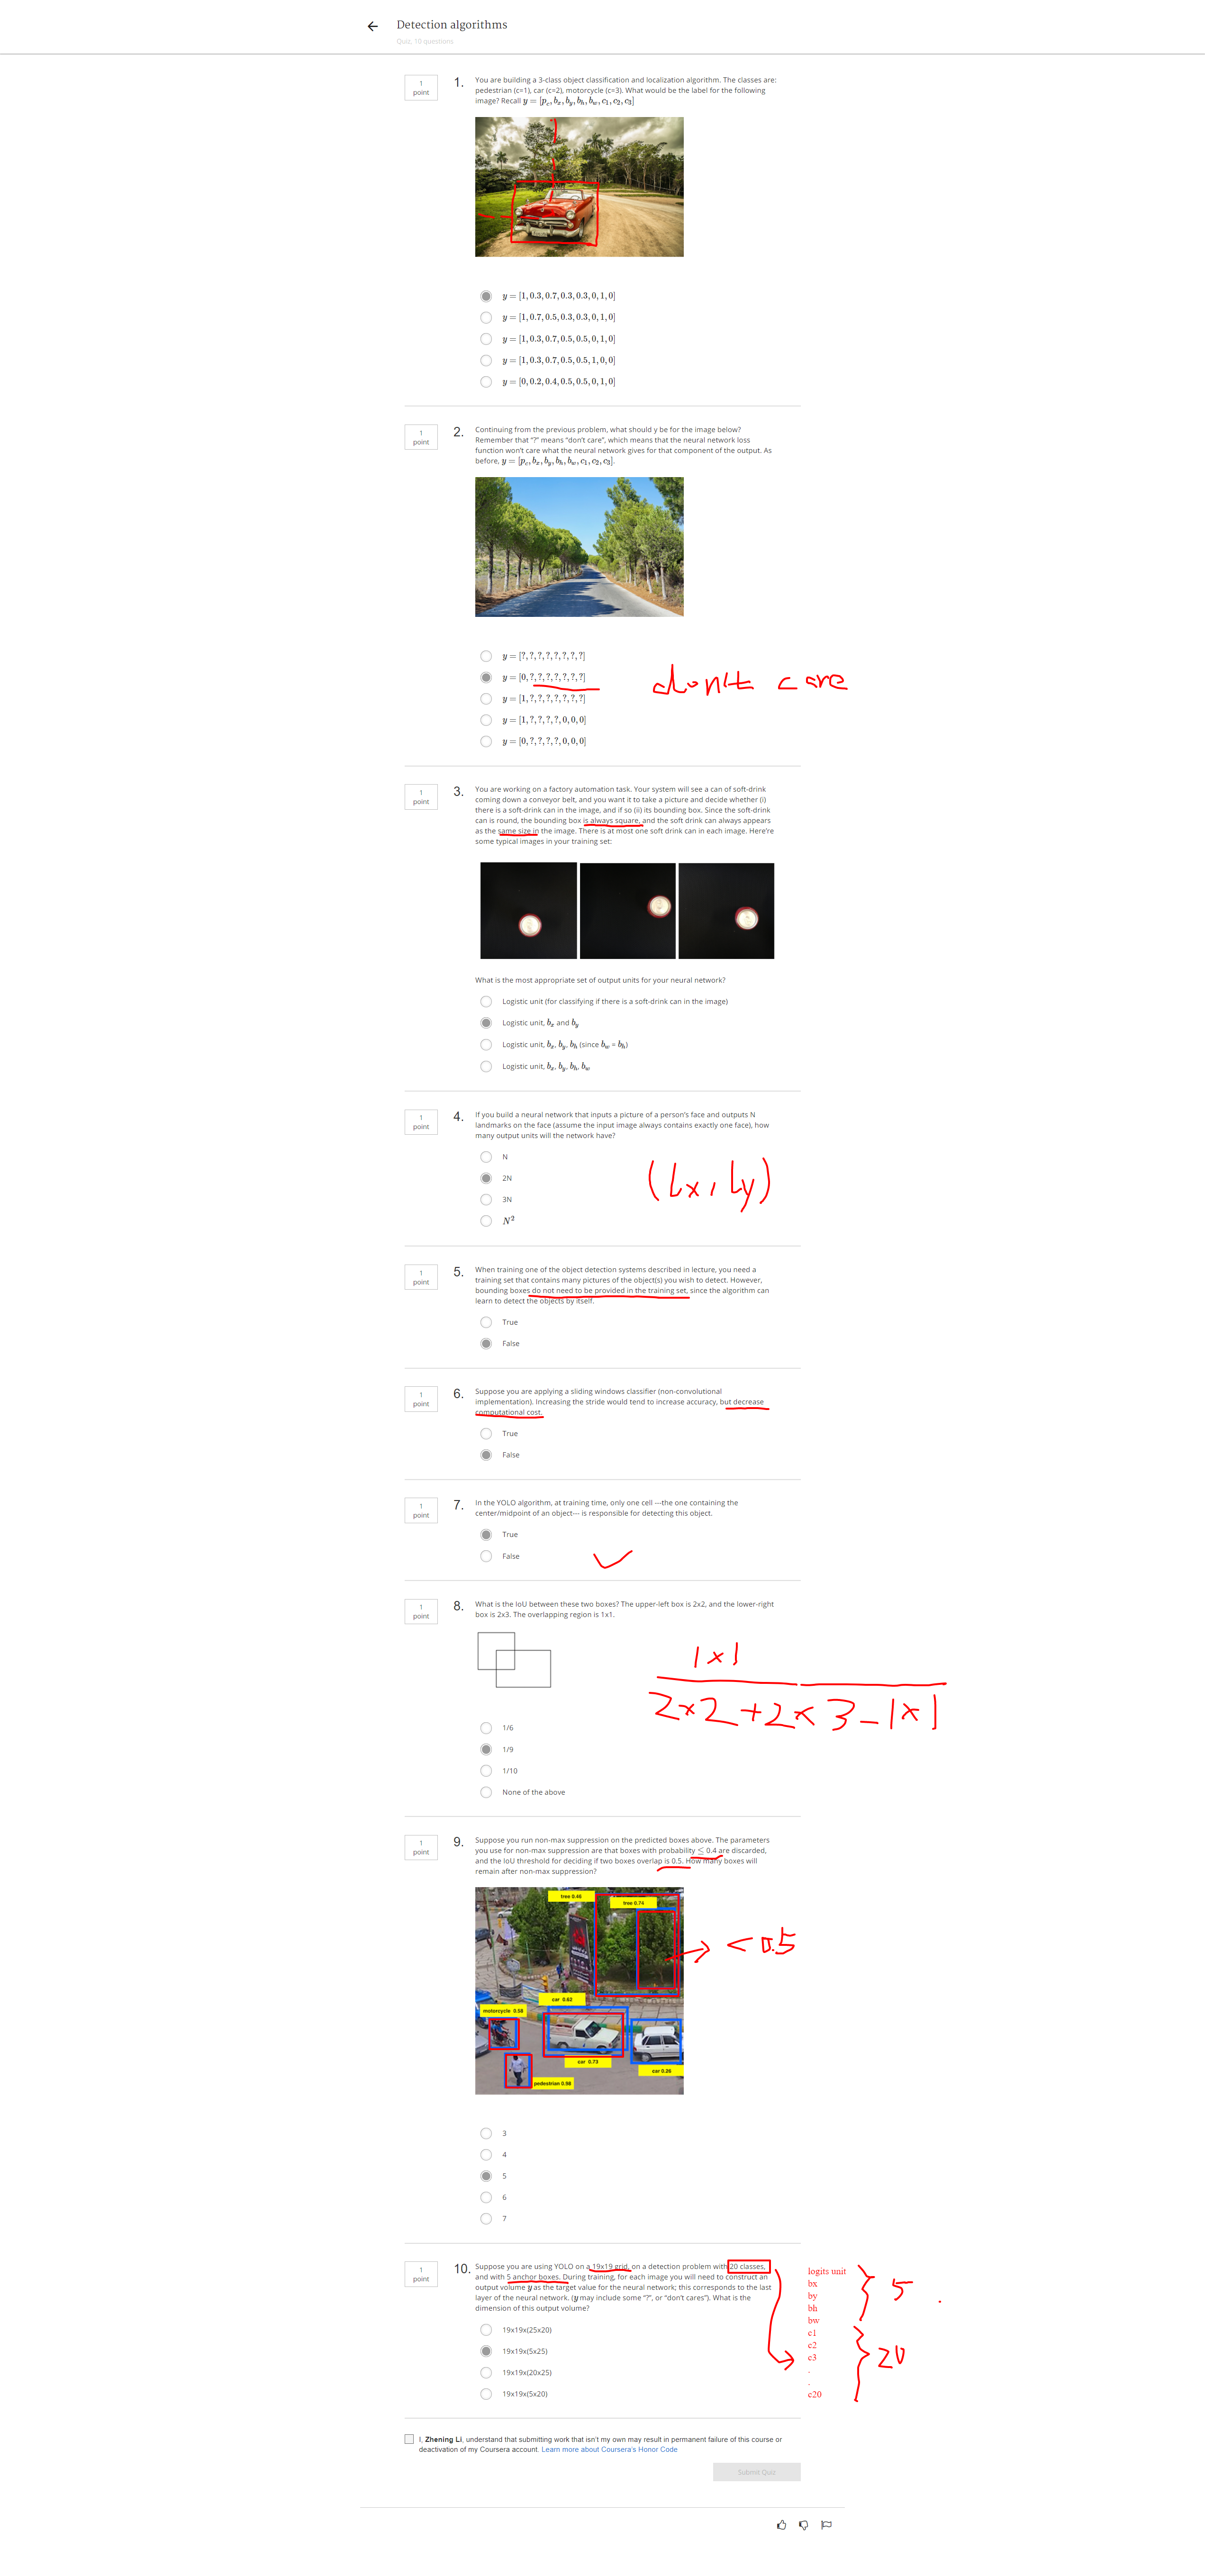 Detection algorithms
Quiz, 10 questions
1
point
1.
You are building a 3-class object classification and localization algorithm. The classes are:
pedestrian (c=1), car (c=2), motorcycle (c=3). What would be the label for the following
image? Recall y = [p_c, b_x, b_y, b_h, b_w, c_1, c_2, c_3]
y = [1, 0.3, 0.7, 0.3, 0.3, 0, 1, 0]
y = [1, 0.7, 0.5, 0.3, 0.3, 0, 1, 0]
y = [1, 0.3, 0.7, 0.5, 0.5, 0, 1, 0]
y = [1, 0.3, 0.7, 0.5, 0.5, 1, 0, 0]
y = [0, 0.2, 0.4, 0.5, 0.5, 0, 1, 0]
1
point
2.
Continuing from the previous problem, what should y be for the image below?
Remember that “?” means “don’t care”, which means that the neural network loss
function won’t care what the neural network gives for that component of the output. As
before, y = [p_c, b_x, b_y, b_h, b_w, c_1, c_2, c_3].
y = [?, ?, ?, ?, ?, ?, ?, ?]
y = [0, ?, ?, ?, ?, ?, ?, ?]
don't care
y = [1, ?, ?, ?, ?, ?, ?, ?]
y = [1, ?, ?, ?, ?, 0, 0, 0]
y = [0, ?, ?, ?, ?, 0, 0, 0]
1
point
3.
You are working on a factory automation task. Your system will see a can of soft-drink
coming down a conveyor belt, and you want it to take a picture and decide whether (i)
there is a soft-drink can in the image, and if so (ii) its bounding box. Since the soft-drink
can is round, the bounding box is always square, and the soft drink can always appears
as the same size in the image. There is at most one soft drink can in each image. Here’re
some typical images in your training set:
What is the most appropriate set of output units for your neural network?
Logistic unit (for classifying if there is a soft-drink can in the image)
Logistic unit, b_x and b_y
Logistic unit, b_x, b_y, b_h (since b_w = b_h)
Logistic unit, b_x, b_y, b_h, b_w
1
point
4.
If you build a neural network that inputs a picture of a person’s face and outputs N
landmarks on the face (assume the input image always contains exactly one face), how
many output units will the network have?
N
2N
(lx, ly)
3N
N^2
1
point
5.
When training one of the object detection systems described in lecture, you need a
training set that contains many pictures of the object(s) you wish to detect. However,
bounding boxes do not need to be provided in the training set, since the algorithm can
learn to detect the objects by itself.
True
False
1
point
6.
Suppose you are applying a sliding windows classifier (non-convolutional
implementation). Increasing the stride would tend to increase accuracy, but decrease
computational cost.
True
False
1
point
7.
In the YOLO algorithm, at training time, only one cell ---the one containing the
center/midpoint of an object--- is responsible for detecting this object.
True
False
1
point
8.
What is the IoU between these two boxes? The upper-left box is 2x2, and the lower-right
box is 2x3. The overlapping region is 1x1.
1×1
2×2+2×3-1×1
1/6
1/9
1/10
None of the above
1
point
9.
Suppose you run non-max suppression on the predicted boxes above. The parameters
you use for non-max suppression are that boxes with probability ≤ 0.4 are discarded,
and the IoU threshold for deciding if two boxes overlap is 0.5. How many boxes will
remain after non-max suppression?
tree 0.46
tree 0.74
< 0.5
car 0.62
motorcycle 0.58
car 0.73
car 0.26
pedestrian 0.98
3
4
5
6
7
1
point
10.
Suppose you are using YOLO on a 19x19 grid, on a detection problem with 20 classes,
and with 5 anchor boxes. During training, for each image you will need to construct an
output volume y as the target value for the neural network; this corresponds to the last
layer of the neural network. (y may include some “?”, or “don’t cares”). What is the
dimension of this output volume?
19x19x(25x20)
19x19x(5x25)
19x19x(20x25)
19x19x(5x20)
logits unit
bx
by
bh
bw
5
c1
c2
c3
.
.
c20
20
I, Zhening Li, understand that submitting work that isn’t my own may result in permanent failure of this course or
deactivation of my Coursera account. Learn more about Coursera’s Honor Code
Submit Quiz